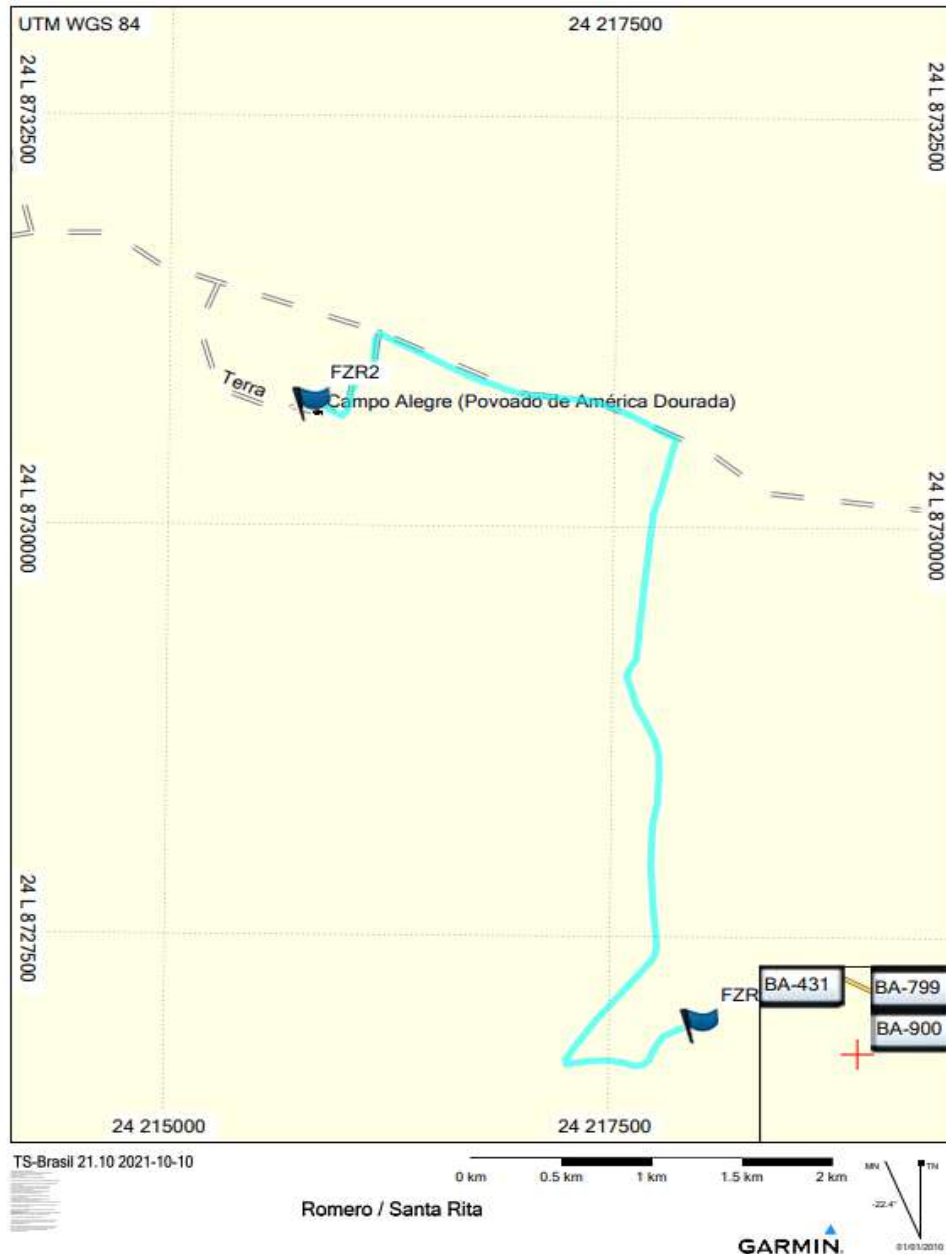 UTM WGS 84
24 217500
24 L 8732500
24 L 8732500
FZR2
Terra
Campo Alegre (Povoado de América Dourada)
24 L 8730000
24 L 8730000
24 L 8727500
FZR
BA-431
BA-799
BA-900
24 215000
24 217500
TS-Brasil 21.10 2021-10-10
0 km
0.5 km
1 km
1.5 km
2 km
MN
TN
-22.4°
Romero / Santa Rita
GARMIN.
01/01/2010